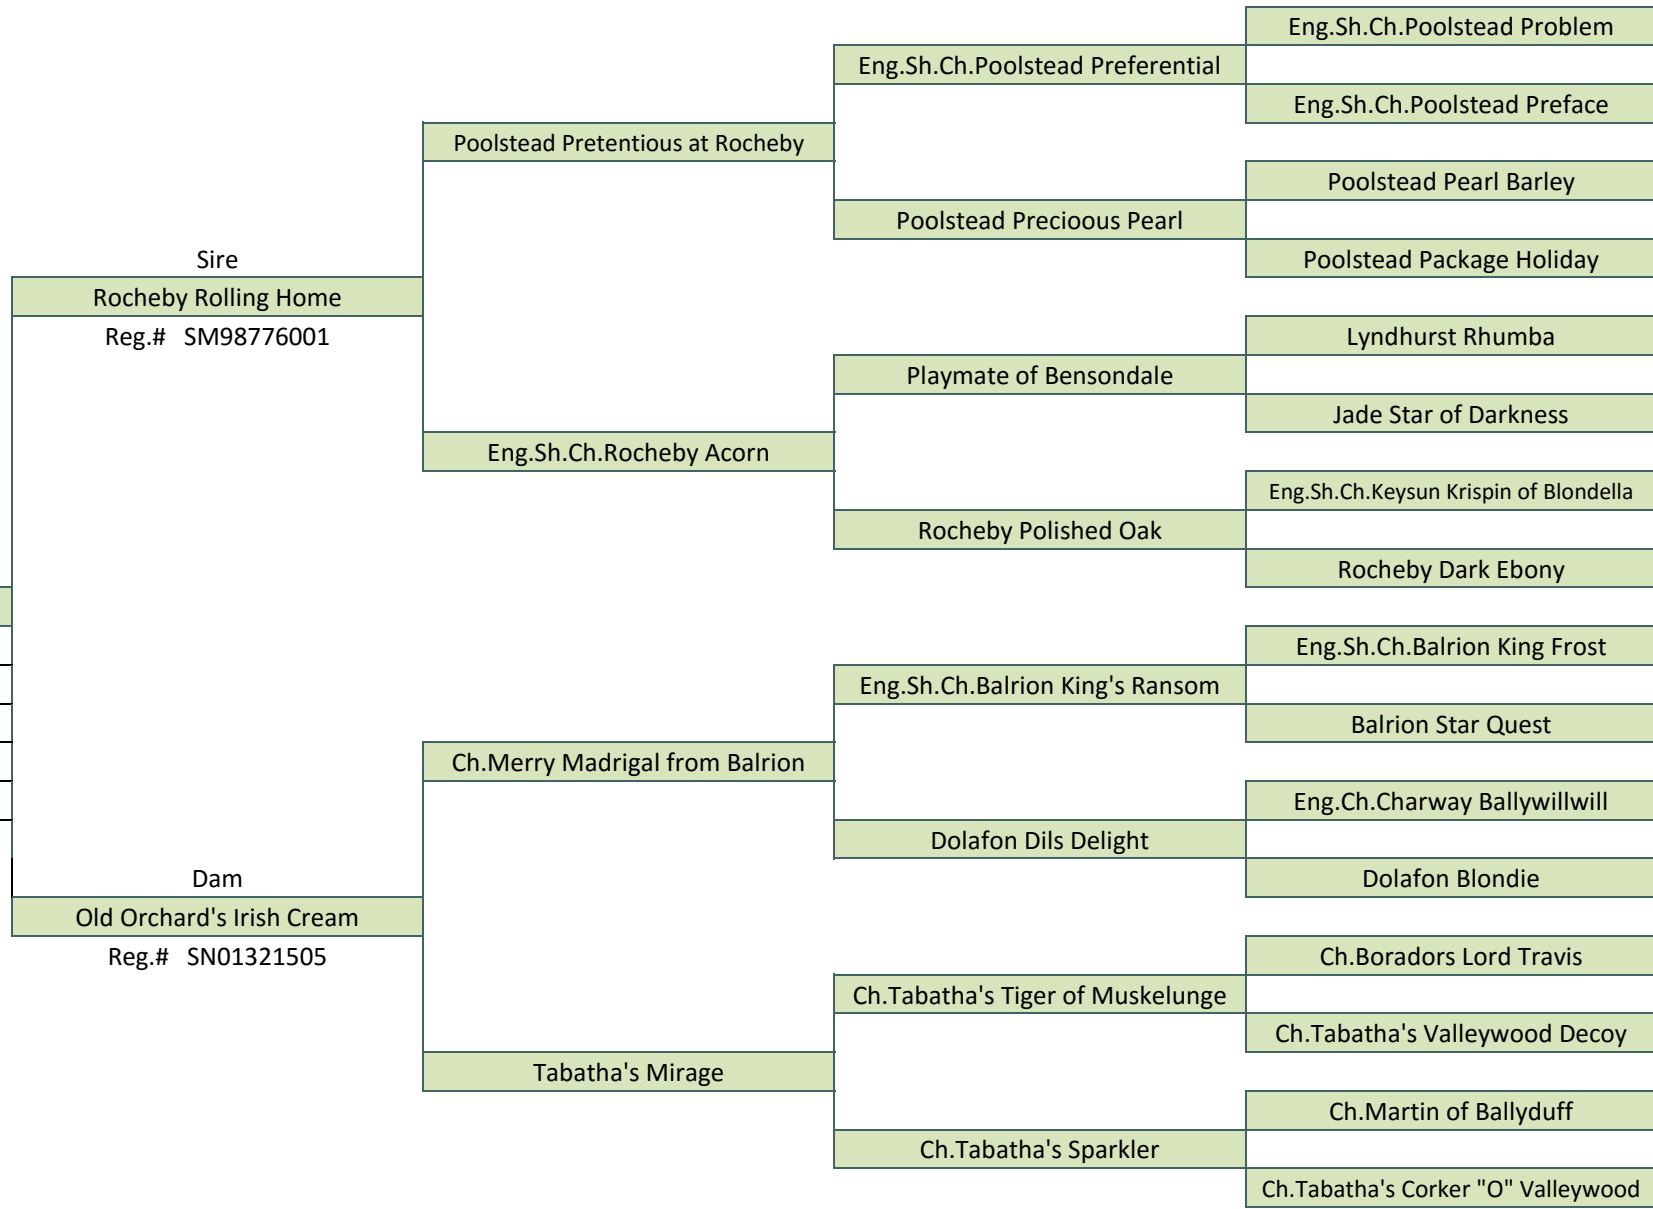 Eng.Sh.Ch.Poolstead Problem
Eng.Sh.Ch.Poolstead Preferential
Eng.Sh.Ch.Poolstead Preface
Poolstead Pretentious at Rocheby
Poolstead Pearl Barley
Poolstead Precioous Pearl
Sire
Poolstead Package Holiday
Rocheby Rolling Home
Reg.# SM98776001
Lyndhurst Rhumba
Playmate of Bensondale
Jade Star of Darkness
Eng.Sh.Ch.Rocheby Acorn
Eng.Sh.Ch.Keysun Krispin of Blondella
Rocheby Polished Oak
Rocheby Dark Ebony
Eng.Sh.Ch.Balrion King Frost
Eng.Sh.Ch.Balrion King's Ransom
Balrion Star Quest
Ch.Merry Madrigal from Balrion
Eng.Ch.Charway Ballywillwill
Dolafon Dils Delight
Dam
Dolafon Blondie
Old Orchard's Irish Cream
Reg.# SN01321505
Ch.Boradors Lord Travis
Ch.Tabatha's Tiger of Muskelunge
Ch.Tabatha's Valleywood Decoy
Tabatha's Mirage
Ch.Martin of Ballyduff
Ch.Tabatha's Sparkler
Ch.Tabatha's Corker "O" Valleywood